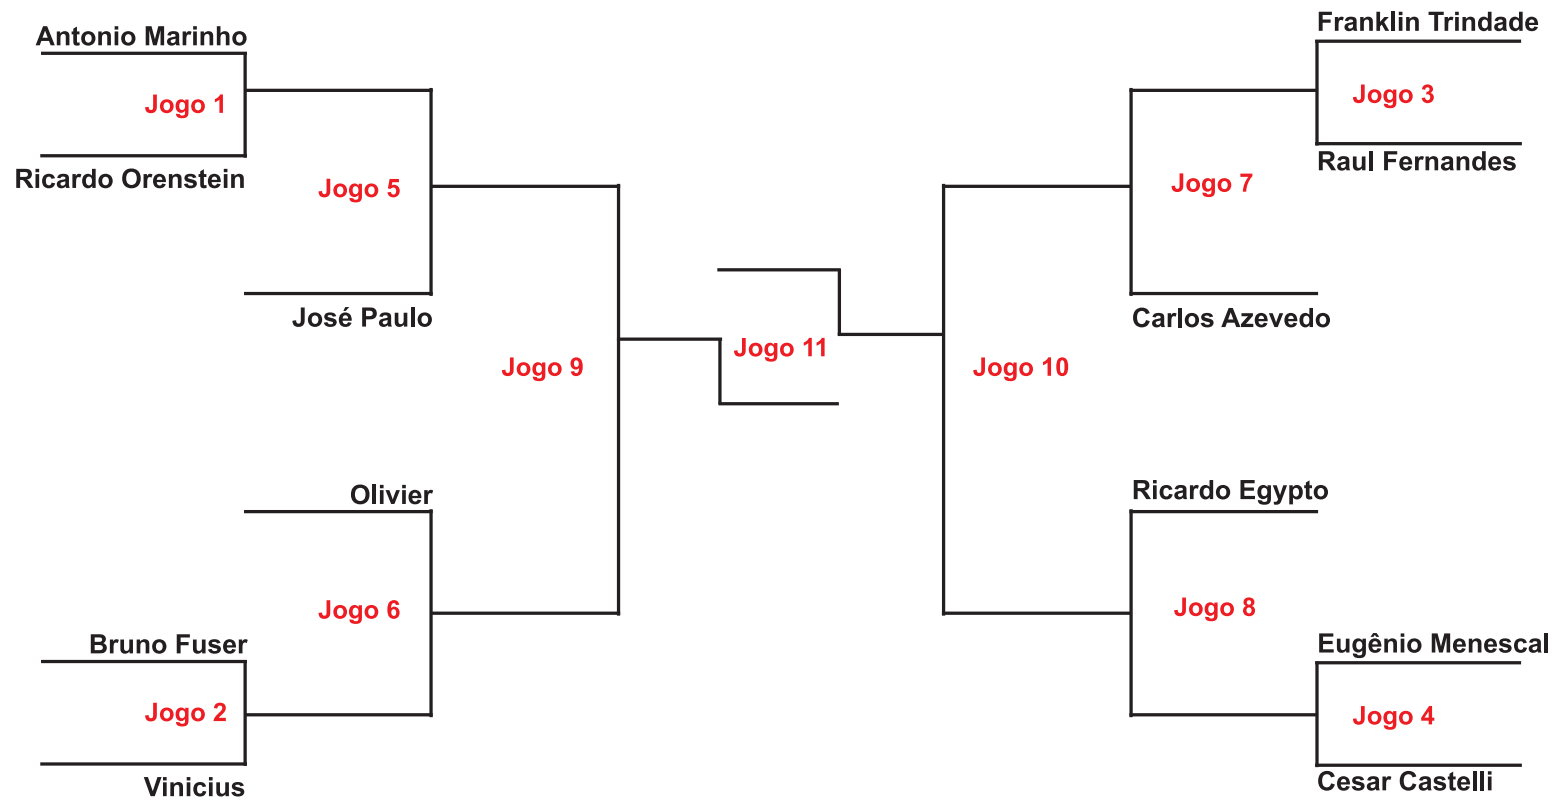 Antonio Marinho
Jogo 1
Ricardo Orenstein
Jogo 5
José Paulo
Jogo 9
Olivier
Jogo 6
Bruno Fuser
Jogo 2
Vinicius
Jogo 11
Franklin Trindade
Jogo 3
Raul Fernandes
Jogo 7
Carlos Azevedo
Jogo 10
Ricardo Egypto
Jogo 8
Eugênio Menescal
Jogo 4
Cesar Castelli